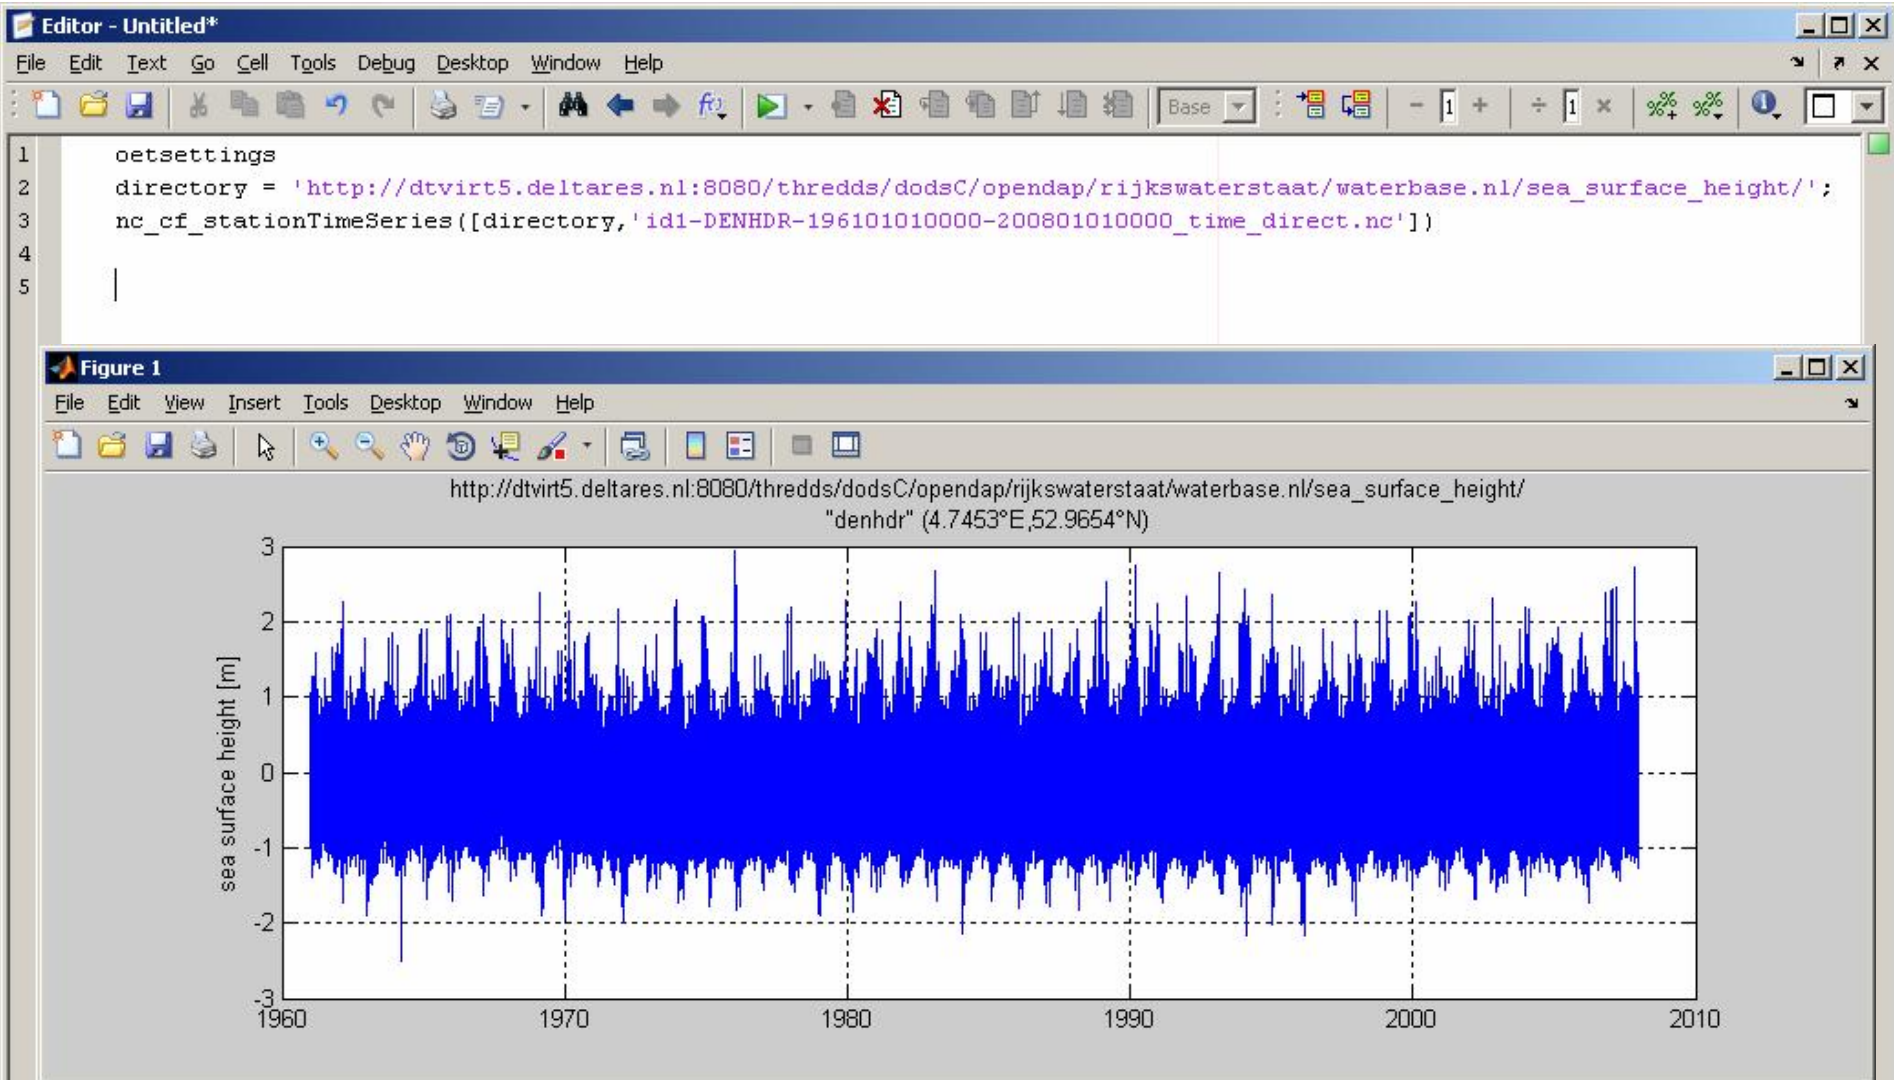 Editor - Untitled*
File Edit Text Go Cell Tools Debug Desktop Window Help
Base 1 1
1 oetsettings
2 directory = 'http://dtvirt5.deltares.nl:8080/thredds/dodsC/opendap/rijkswaterstaat/waterbase.nl/sea_surface_height/';
3 nc_cf_stationTimeSeries([directory,'id1-DENHDR-196101010000-200801010000_time_direct.nc'])
4
5
Figure 1
File Edit View Insert Tools Desktop Window Help
http://dtvirt5.deltares.nl:8080/thredds/dodsC/opendap/rijkswaterstaat/waterbase.nl/sea_surface_height/
"denhdr" (4.7453°E,52.9654°N)
sea surface height [m]
3
2
1
0
-1
-2
-3
1960 1970 1980 1990 2000 2010